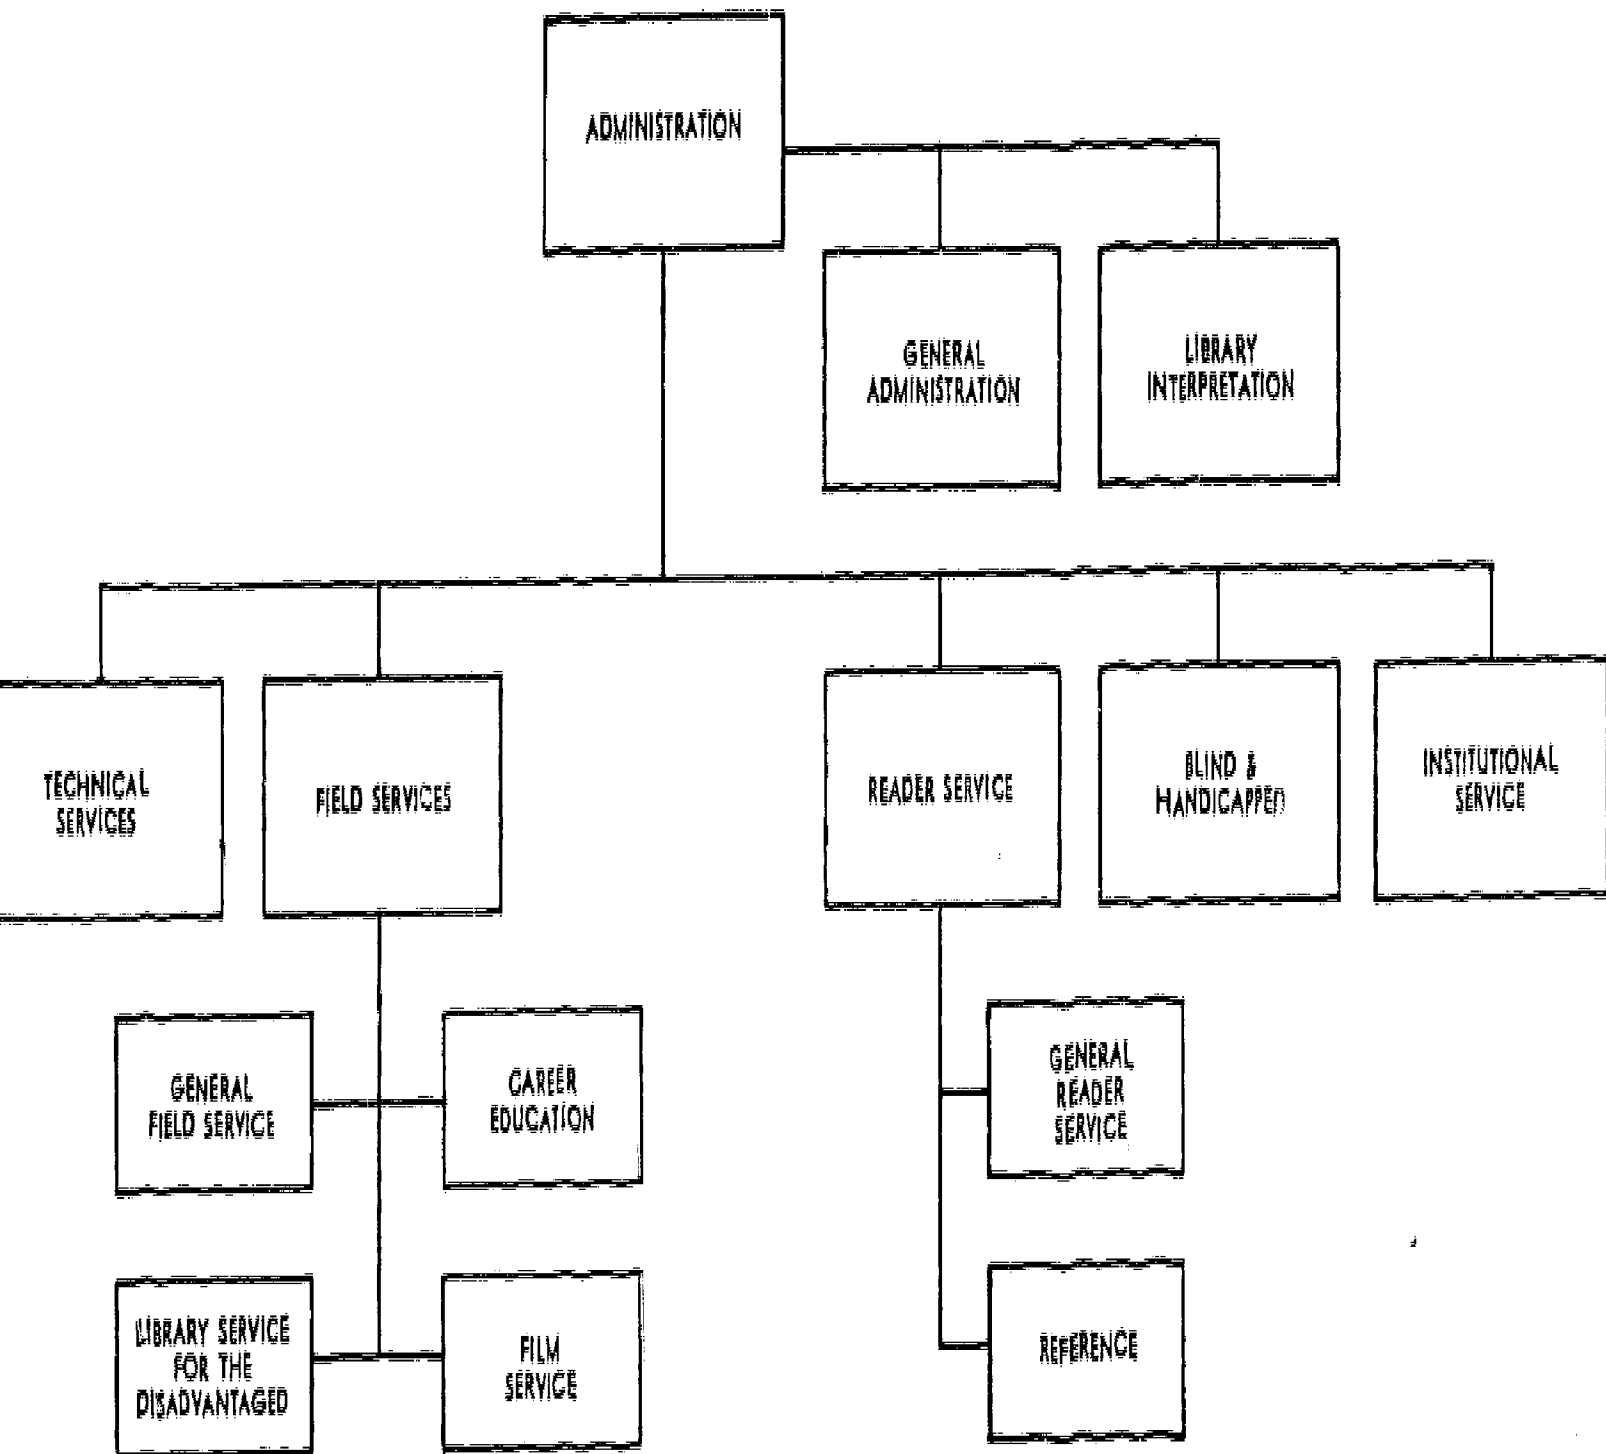 ADMINISTRATION
GENERAL
ADMINISTRATION
LIBRARY
INTERPRETATION
TECHNICAL
SERVICES
FIELD SERVICES
READER SERVICE
BLIND &
HANDICAPPED
INSTITUTIONAL
SERVICE
GENERAL
FIELD SERVICE
CAREER
EDUCATION
GENERAL
READER
SERVICE
LIBRARY SERVICE
FOR THE
DISADVANTAGED
FILM
SERVICE
REFERENCE